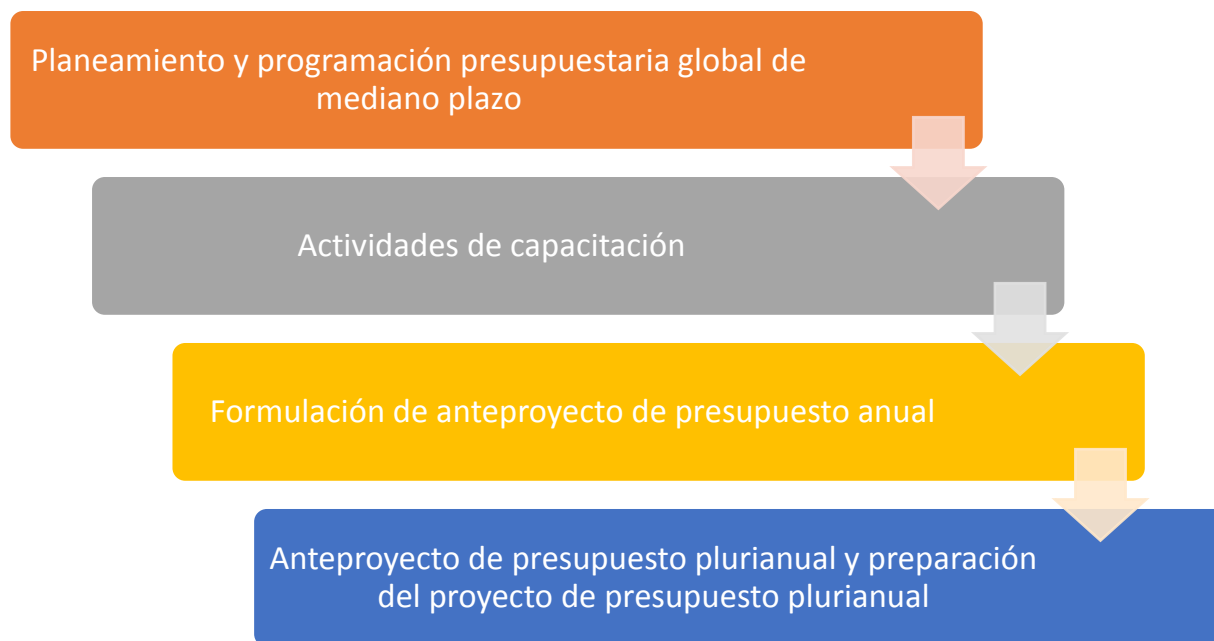 Planeamiento y programación presupuestaria global de
mediano plazo
Actividades de capacitación
Formulación de anteproyecto de presupuesto anual
Anteproyecto de presupuesto plurianual y preparación
del proyecto de presupuesto plurianual